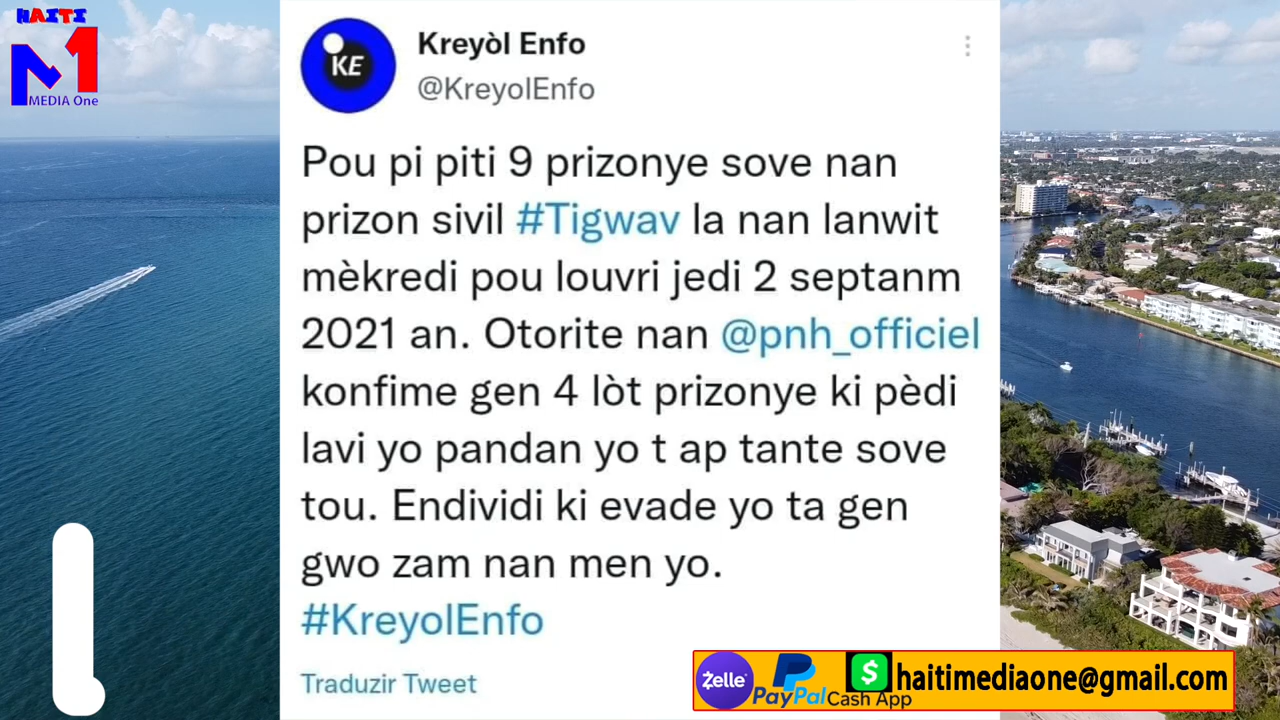 HAITI
M1
MEDIA One
KE
Kreyòl Enfo
@KreyolEnfo
Pou pi piti 9 prizonye sove nan
prizon sivil #Tigwav la nan lanwit
mèkredi pou louvri jedi 2 septanm
2021 an. Otorite nan @pnh_officiel
konfime gen 4 lòt prizonye ki pèdi
lavi yo pandan yo t ap tante sove
tou. Endividi ki evade yo ta gen
gwo zam nan men yo.
#KreyolEnfo
Traduzir Tweet
Zelle PayPal $ Cash App haitimediaone@gmail.com